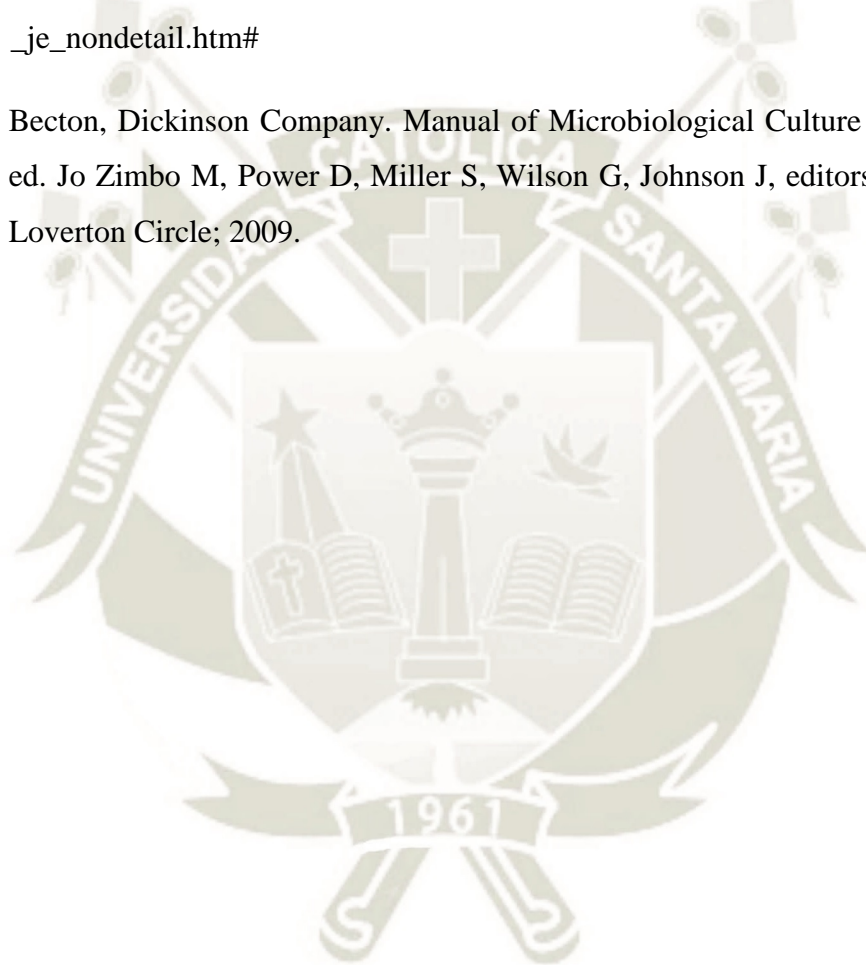 _je_nondetail.htm#
Becton, Dickinson Company. Manual of Microbiological Culture
ed. Jo Zimbo M, Power D, Miller S, Wilson G, Johnson J, editors
Loverton Circle; 2009.
UNIVERSIDAD CATOLICA SANTA MARIA
1961